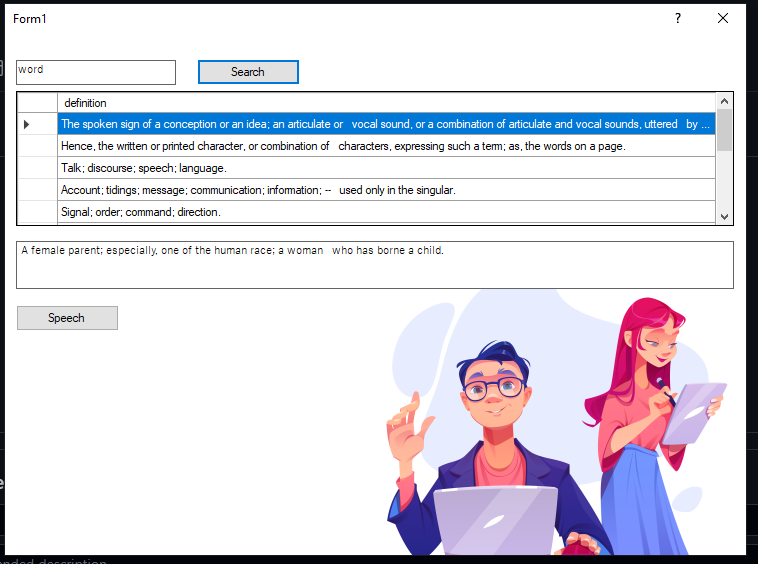 Form1
?
word
Search
definition
The spoken sign of a conception or an idea; an articulate or   vocal sound, or a combination of articulate and vocal sounds, uttered   by ...
Hence, the written or printed character, or combination of   characters, expressing such a term; as, the words on a page.
Talk; discourse; speech; language.
Account; tidings; message; communication; information; --   used only in the singular.
Signal; order; command; direction.
A female parent; especially, one of the human race; a woman   who has borne a child.
Speech
description